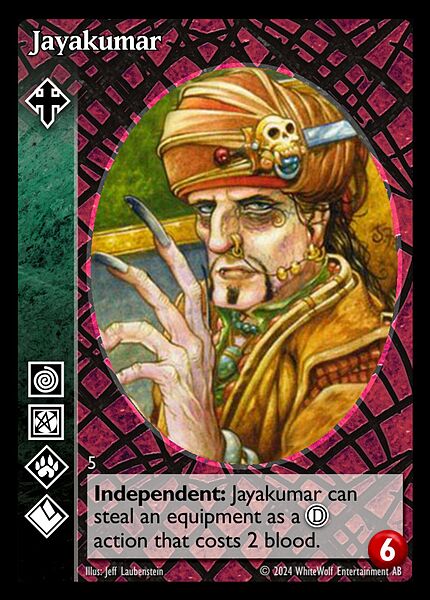 Jayakumar
5
Independent: Jayakumar can
steal an equipment as a Ⓓ
action that costs 2 blood.
6
Illus: Jeff Laubenstein © 2024 WhiteWolf Entertainment AB